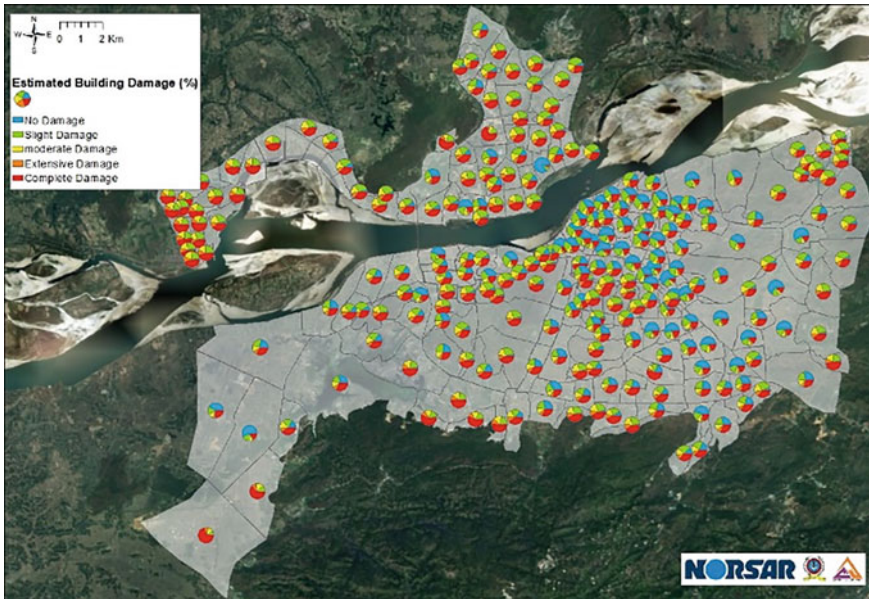 N
W E
S
0 1 2 Km
Estimated Building Damage (%)
No Damage
Slight Damage
moderate Damage
Extensive Damage
Complete Damage
NORSAR